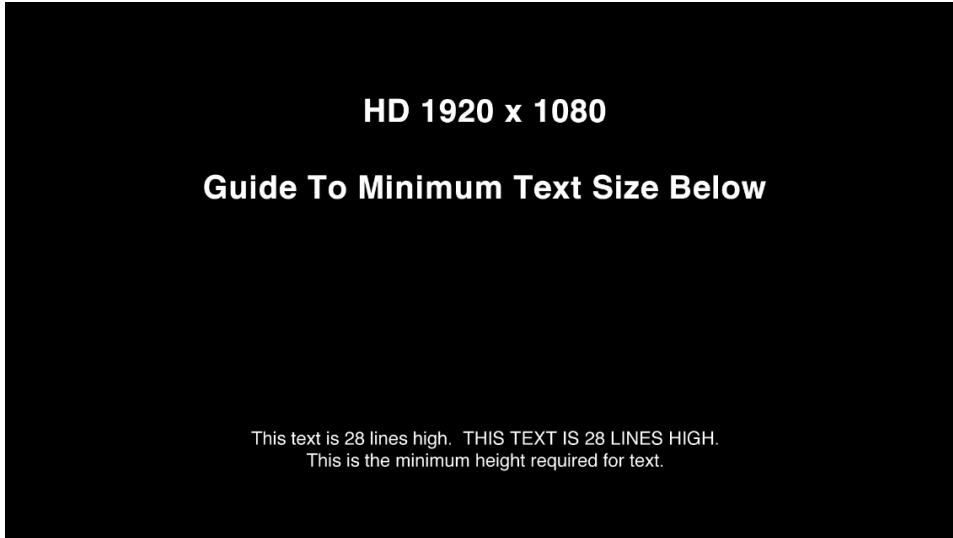 HD 1920 x 1080
Guide To Minimum Text Size Below
This text is 28 lines high.  THIS TEXT IS 28 LINES HIGH.
This is the minimum height required for text.